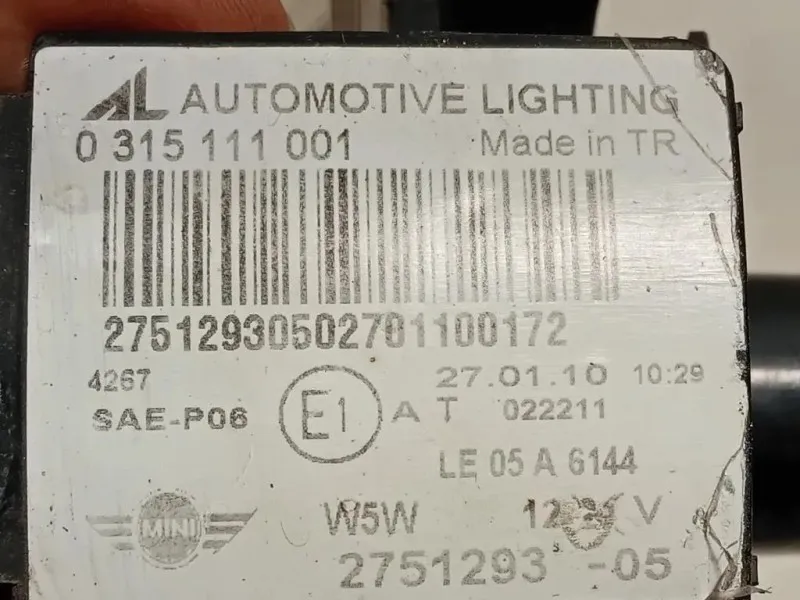 AL AUTOMOTIVE LIGHTING
0 315 111 001 Made in TR
27512930502701100172
4267 27.01.10 10:29
SAE-P06 E1 A T 022211
LE 05 A 6144
MINI W5W V
2751293 -05